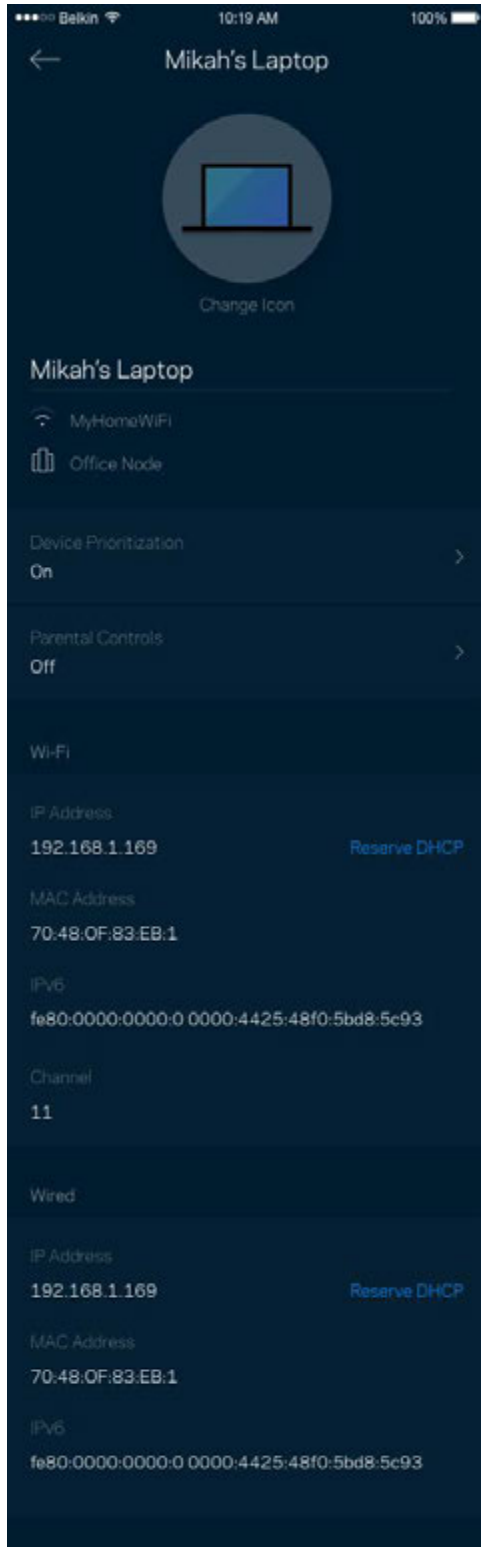 Belkin 10:19 AM 100%
Mikah's Laptop
Change Icon
Mikah's Laptop
MyHomeWiFi
Office Node
Device Prioritization
On
Parental Controls
Off
Wi-Fi
IP Address
192.168.1.169 Reserve DHCP
MAC Address
70:48:0F:83:EB:1
IPv6
fe80:0000:0000:0 0000:4425:48f0:5bd8:5c93
Channel
11
Wired
IP Address
192.168.1.169 Reserve DHCP
MAC Address
70:48:0F:83:EB:1
IPv6
fe80:0000:0000:0 0000:4425:48f0:5bd8:5c93